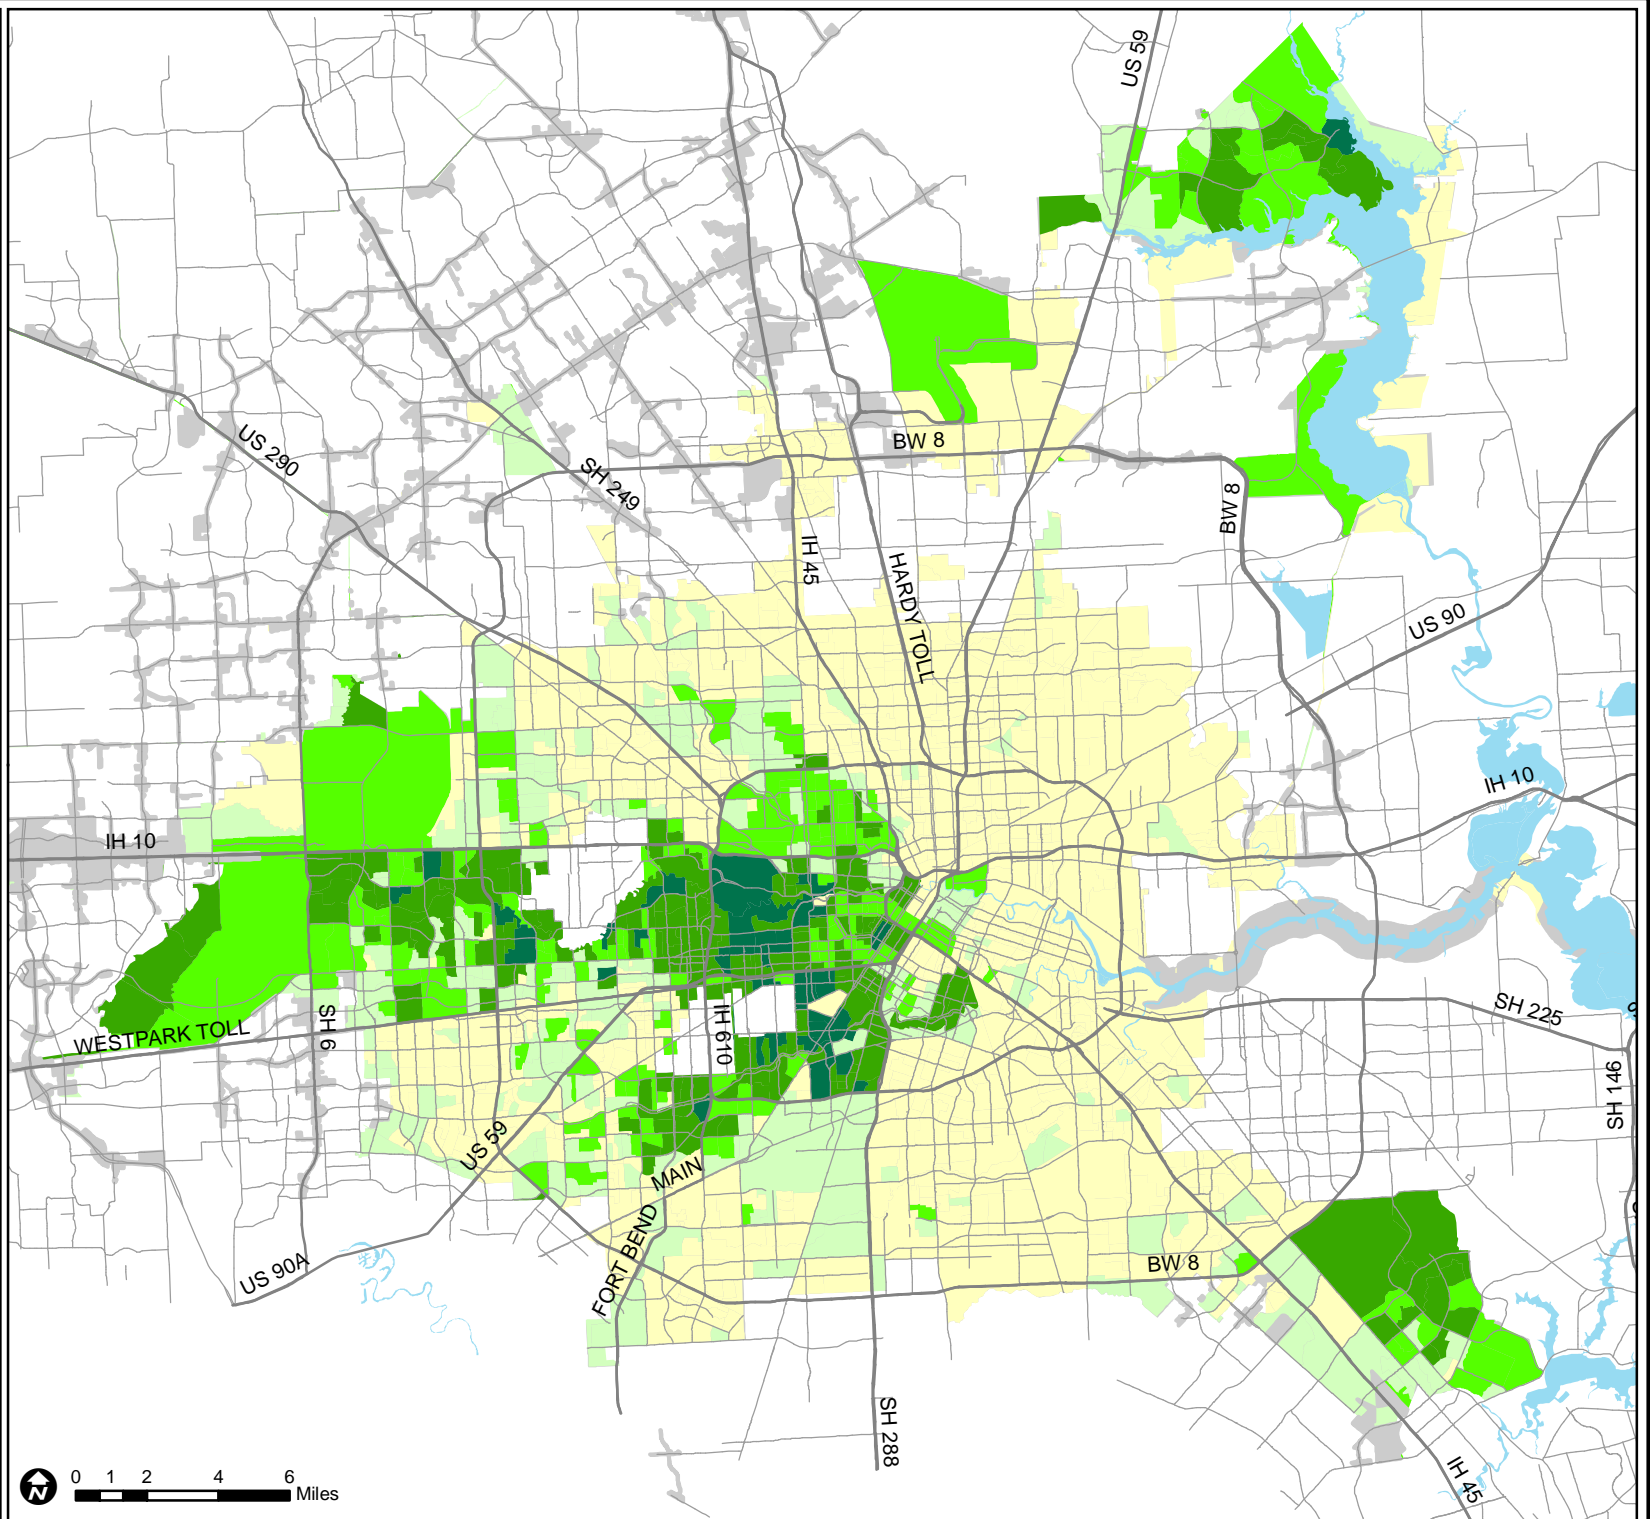 US 59
US 290
BW 8
SH 249
BW 8
IH 45
HARDY TOLL
US 90
IH 10
IH 10
SH 225
WESTPARK TOLL
SH 6
IH 610
SH 146
US 59
MAIN
FORT BEND
US 90A
BW 8
SH 288
IH 45
N
0 1 2 4 6
Miles